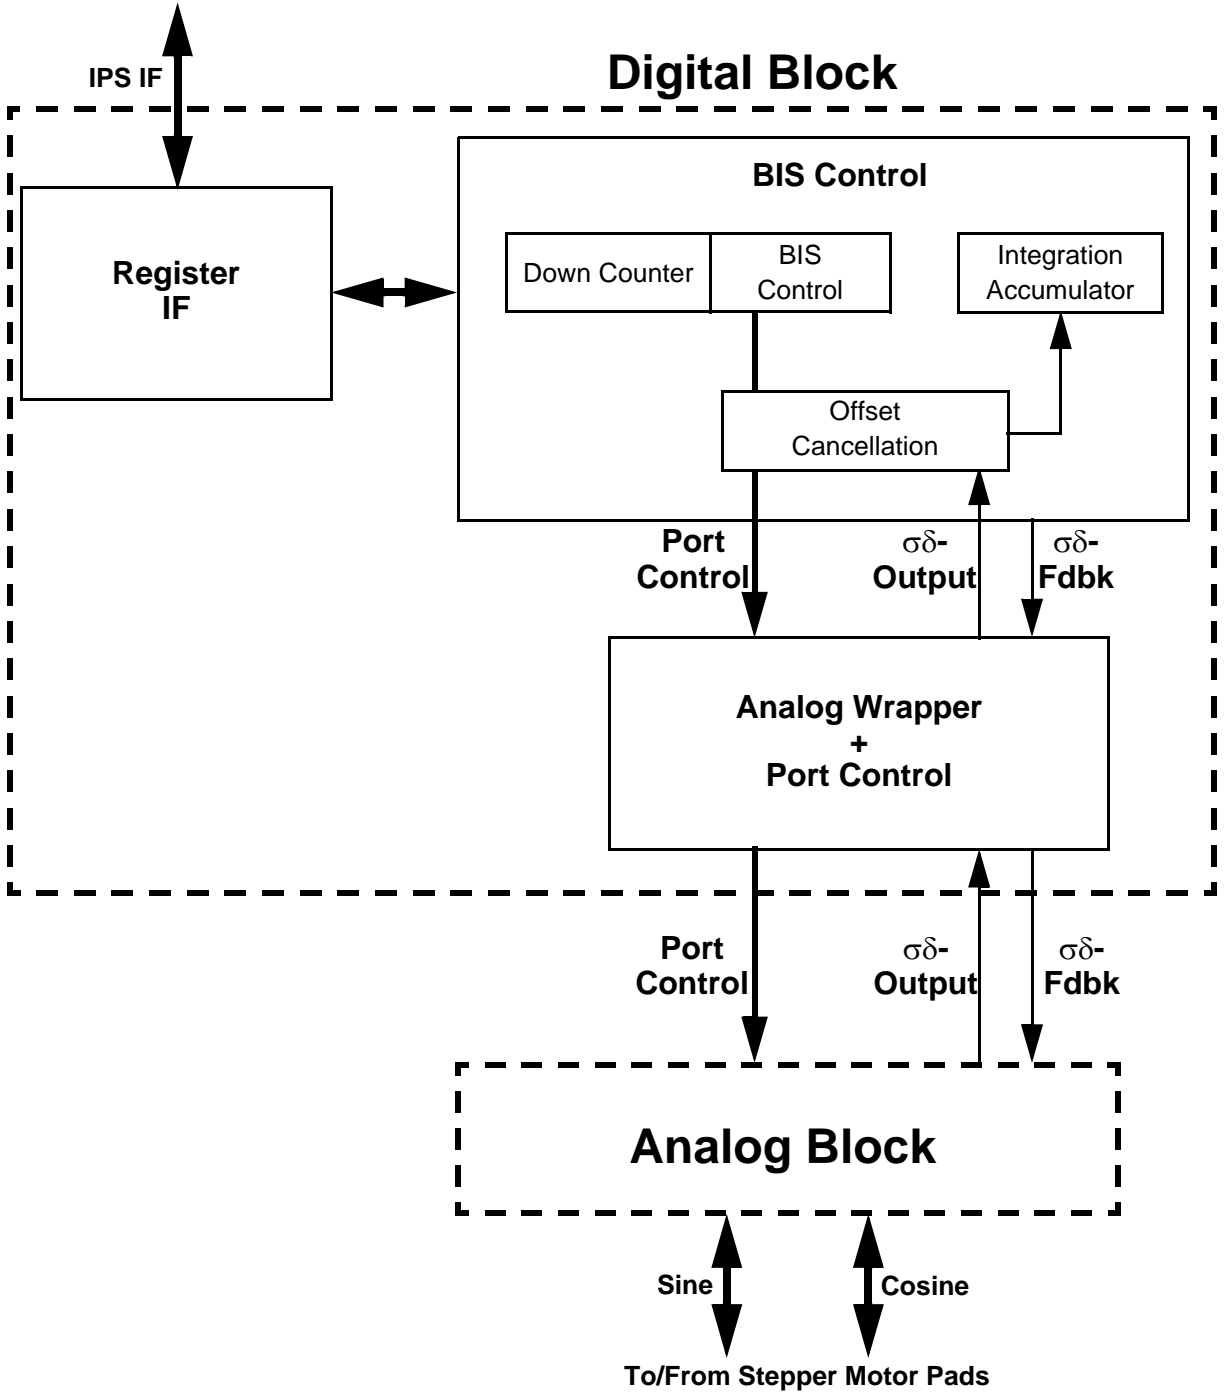 IPS IF
Digital Block
BIS Control
Register
IF
Down Counter
BIS
Control
Integration
Accumulator
Offset
Cancellation
Port
Control
σδ-
Output
σδ-
Fdbk
Analog Wrapper
+
Port Control
Port
Control
σδ-
Output
σδ-
Fdbk
Analog Block
Sine
Cosine
To/From Stepper Motor Pads